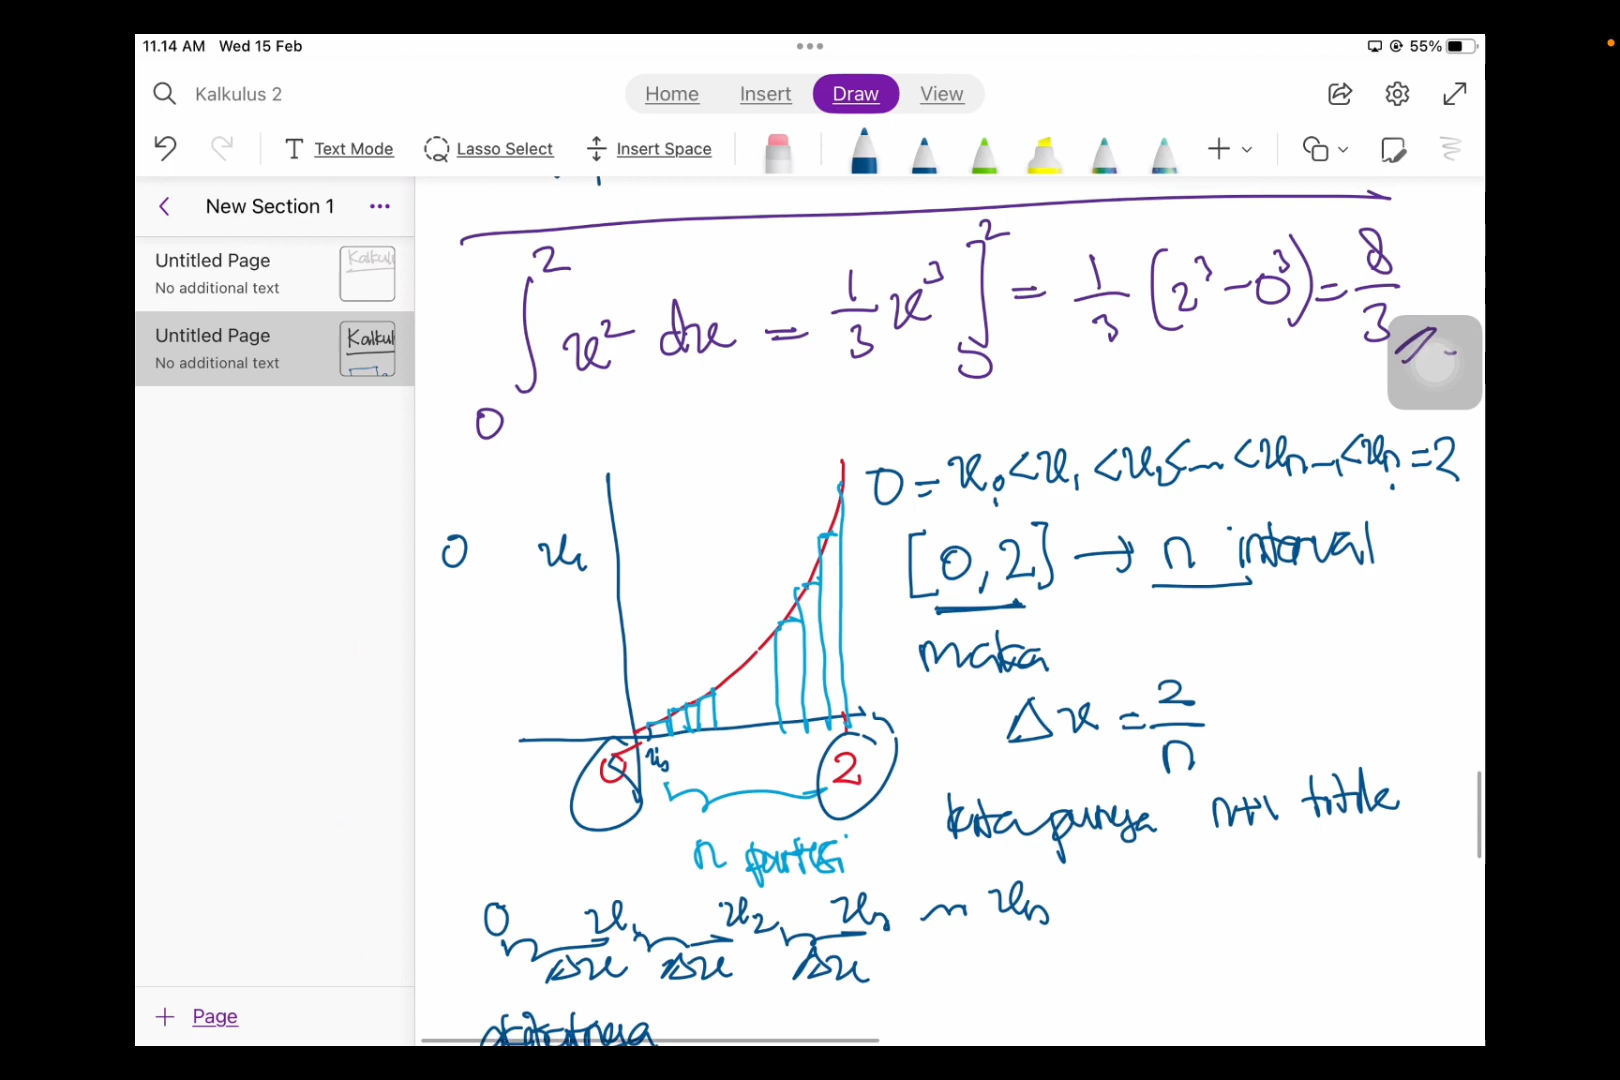 11.14 AM Wed 15 Feb
55%
Kalkulus 2
Home Insert Draw View
Text Mode Lasso Select Insert Space
New Section 1
Untitled Page
No additional text
Kalkul
Untitled Page
No additional text
Kalkul
+ Page
∫₀² x² dx = 1/3 x³ ]² = 1/3 (2³ - 0³) = 8/3
0 = x₀ < x₁ < x₂ < ... < xₙ₋₁ < xₙ = 2
[0, 2] → n interval
0 x₁
maka
Δx = 2/n
0 2
kita punya n+1 titik
n partisi
0 x₁ x₂ x₃ ... xₙ
Δx Δx Δx
akibatnya